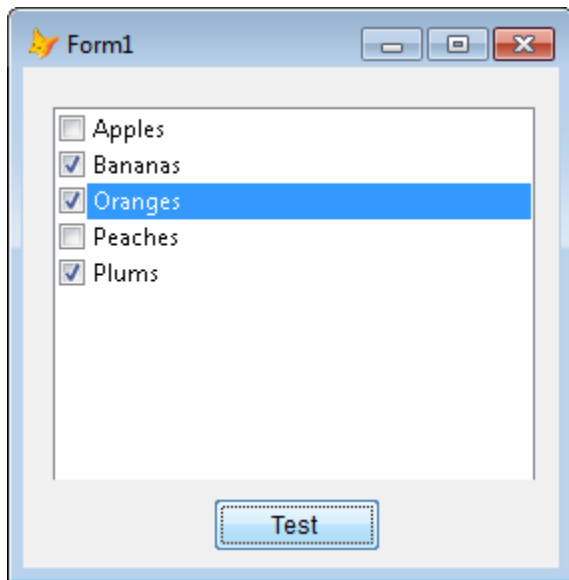 Form1
Apples
Bananas
Oranges
Peaches
Plums
Test